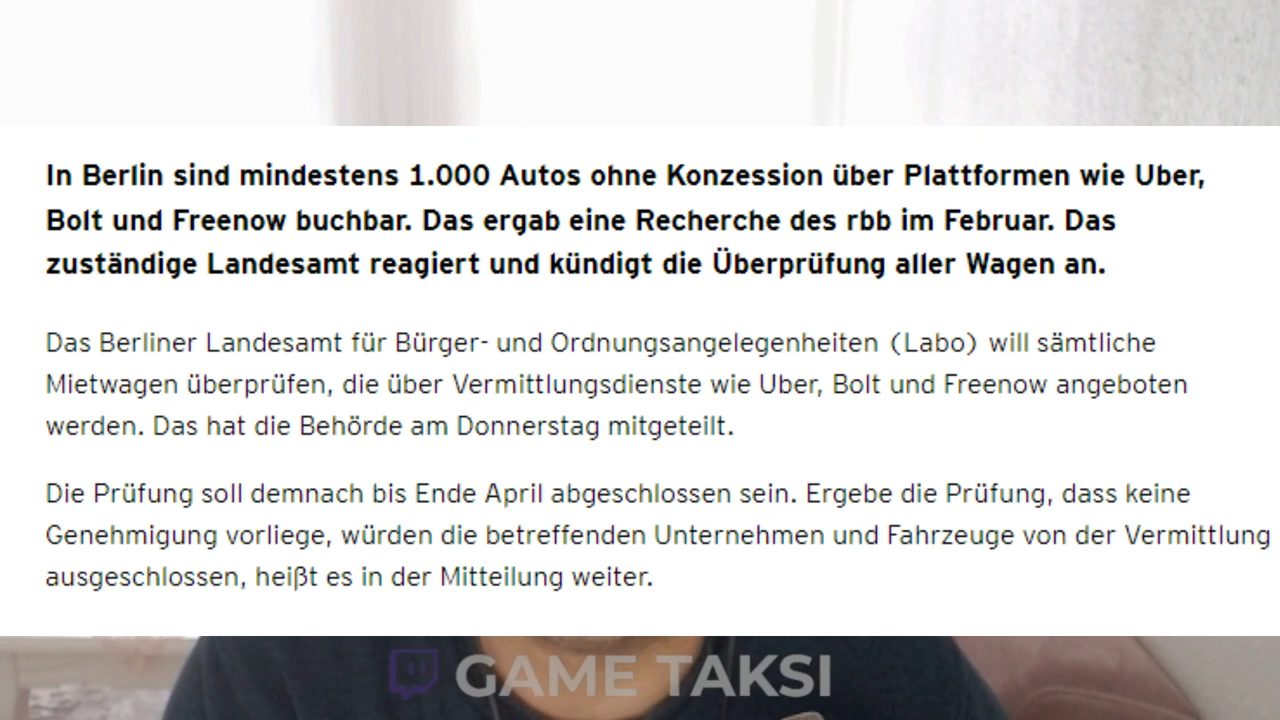 In Berlin sind mindestens 1.000 Autos ohne Konzession über Plattformen wie Uber,
Bolt und Freenow buchbar. Das ergab eine Recherche des rbb im Februar. Das
zuständige Landesamt reagiert und kündigt die Überprüfung aller Wagen an.
Das Berliner Landesamt für Bürger- und Ordnungsangelegenheiten (Labo) will sämtliche
Mietwagen überprüfen, die über Vermittlungsdienste wie Uber, Bolt und Freenow angeboten
werden. Das hat die Behörde am Donnerstag mitgeteilt.
Die Prüfung soll demnach bis Ende April abgeschlossen sein. Ergebe die Prüfung, dass keine
Genehmigung vorliege, würden die betreffenden Unternehmen und Fahrzeuge von der Vermittlung
ausgeschlossen, heißt es in der Mitteilung weiter.
GAME TAKSI